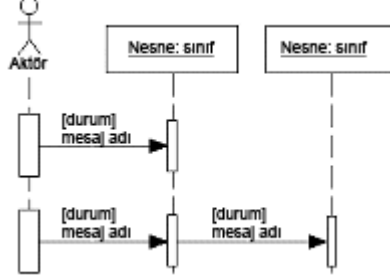 Aktör
Nesne: sınıf
Nesne: sınıf
[durum]
mesaj adı
[durum]
mesaj adı
[durum]
mesaj adı